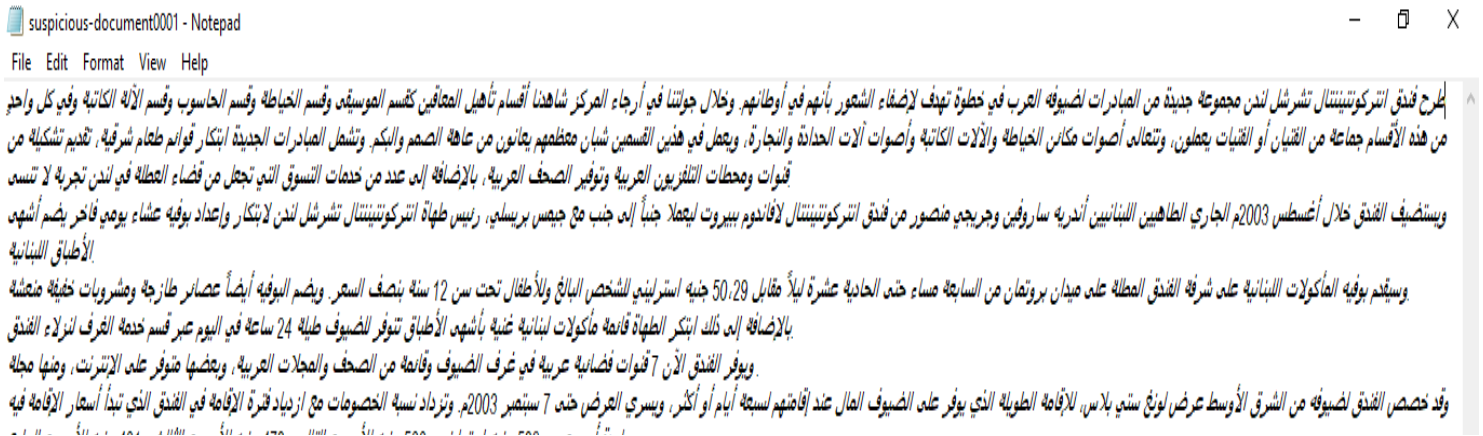 suspicious-document0001 - Notepad
File Edit Format View Help
طرح فندق انتركونتيننتال تشرشل لندن مجموعة جديدة من المبادرات لضيوفه العرب في خطوة تهدف لإضفاء الشعور بأنهم في أوطانهم. وخلال جولتنا في أرجاء المركز شاهدنا أقسام تأهيل المعاقين كقسم الموسيقى وقسم الخياطة وقسم الحاسوب وقسم الآلة الكاتبة وفي كل واحدٍ
من هذه الأقسام جماعة من الفتيان أو الفتيات يعملون، وتتعالى أصوات مكائن الخياطة والآلات الكاتبة وأصوات آلات الحدادة والنجارة، ويعمل في هذين القسمين شبان معظمهم يعانون من عاهة الصمم والبكم. وتشمل المبادرات الجديدة ابتكار قوائم طعام شرقية، تقديم تشكيلة من
قنوات ومحطات التلفزيون العربية وتوفير الصحف العربية، بالإضافة إلى عدد من خدمات التسوق التي تجعل من قضاء العطلة في لندن تجربة لا تنسى.
ويستضيف الفندق خلال أغسطس 2003م الجاري الطاهيين اللبنانيين أندريه ساروفين وجريجي منصور من فندق انتركونتيننتال لافاندوم ببيروت ليعملا جنباً إلى جنب مع جيمس بريسلي، رئيس طهاة انتركونتيننتال تشرشل لندن لابتكار وإعداد بوفيه عشاء يومي فاخر يضم أشهى
الأطباق اللبنانية.
وسيقدم بوفيه المأكولات اللبنانية على شرفة الفندق المطلة على ميدان بروتمان من السابعة مساء حتى الحادية عشرة ليلاً مقابل 50،29 جنيه استرليني للشخص البالغ وللأطفال تحت سن 12 سنة بنصف السعر. ويضم البوفيه أيضاً عصائر طازجة ومشروبات خفيفة منعشة.
بالإضافة إلى ذلك ابتكر الطهاة قائمة مأكولات لبنانية غنية بأشهى الأطباق تتوفر للضيوف طيلة 24 ساعة في اليوم عبر قسم خدمة الغرف لنزلاء الفندق.
ويوفر الفندق الآن 7 قنوات فضائية عربية في غرف الضيوف وقائمة من الصحف والمجلات العربية، وبعضها متوفر على الإنترنت، ومنها مجلة.
وقد خصص الفندق لضيوفه من الشرق الأوسط عرض لونغ ستي بلاس، للإقامة الطويلة الذي يوفر على الضيوف المال عند إقامتهم لسبعة أيام أو أكثر، ويسري العرض حتى 7 سبتمبر 2003م. وتزداد نسبة الخصومات مع ازدياد فترة الإقامة في الفندق الذي تبدأ أسعار الإقامة فيه